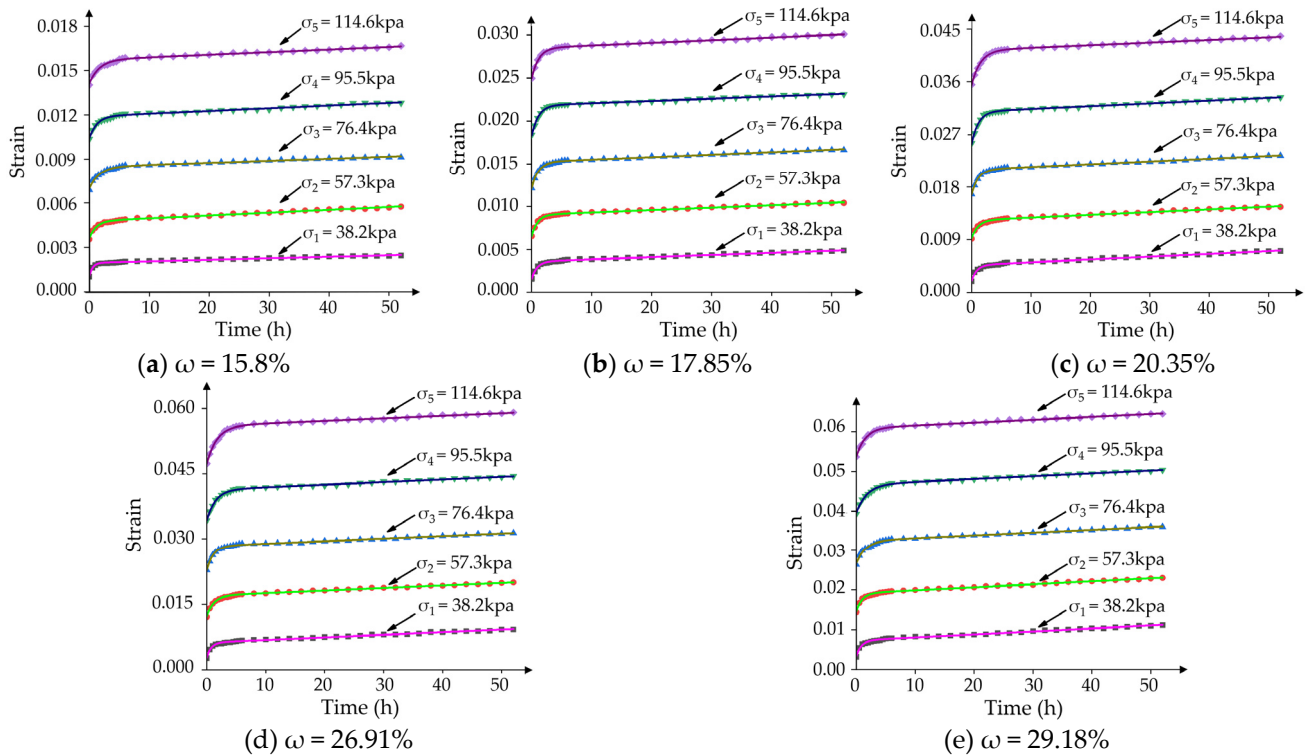 0.018
0.015
0.012
0.009
0.006
0.003
0.000
Strain
σ5 = 114.6kpa
σ4 = 95.5kpa
σ3 = 76.4kpa
σ2 = 57.3kpa
σ1 = 38.2kpa
0 10 20 30 40 50
Time (h)
(a) ω = 15.8%
0.030
0.025
0.020
0.015
0.010
0.005
0.000
Strain
σ5 = 114.6kpa
σ4 = 95.5kpa
σ3 = 76.4kpa
σ2 = 57.3kpa
σ1 = 38.2kpa
0 10 20 30 40 50
Time (h)
(b) ω = 17.85%
0.045
0.036
0.027
0.018
0.009
0.000
Strain
σ5 = 114.6kpa
σ4 = 95.5kpa
σ3 = 76.4kpa
σ2 = 57.3kpa
σ1 = 38.2kpa
0 10 20 30 40 50
Time (h)
(c) ω = 20.35%
0.060
0.045
0.030
0.015
0.000
Strain
σ5 = 114.6kpa
σ4 = 95.5kpa
σ3 = 76.4kpa
σ2 = 57.3kpa
σ1 = 38.2kpa
0 10 20 30 40 50
Time (h)
(d) ω = 26.91%
0.06
0.05
0.04
0.03
0.02
0.01
0.00
Strain
σ5 = 114.6kpa
σ4 = 95.5kpa
σ3 = 76.4kpa
σ2 = 57.3kpa
σ1 = 38.2kpa
0 10 20 30 40 50
Time (h)
(e) ω = 29.18%